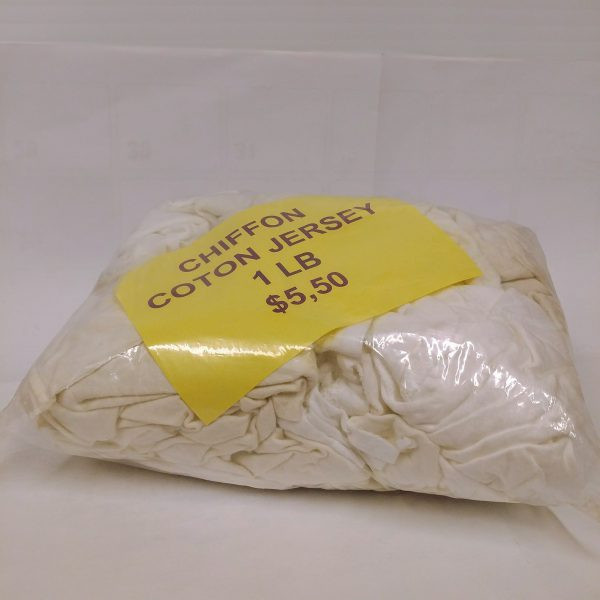 CHIFFON
COTON JERSEY
1 LB
$5,50